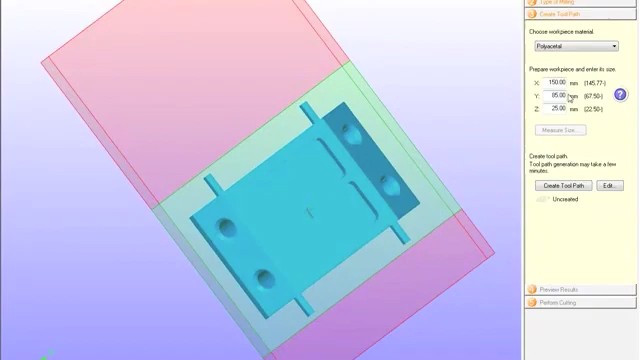 Type of Milling
Create Tool Path
Choose workpiece material.
Polyacetal
Prepare workpiece and enter its size.
X: 150.00 mm (145.77-)
Y: 85.00 mm (67.50-)
Z: 25.00 mm (22.50-)
?
Measure Size...
Create tool path.
Tool path generation may take a few
minutes.
Create Tool Path Edit...
Uncreated
Preview Results
Perform Cutting